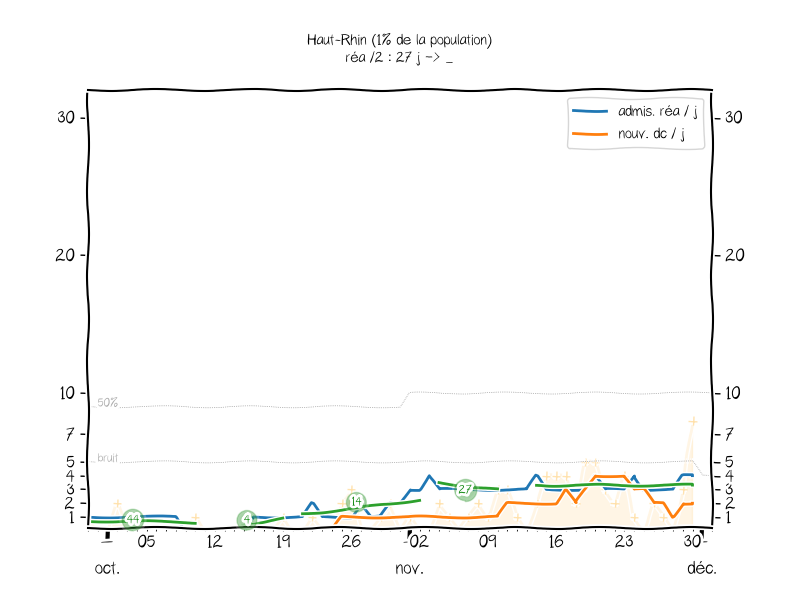 Haut-Rhin (1% de la population)
réa /2 : 27 j -> _
admis. réa / j
nouv. dc / j
30 30
20 20
10 10
50%
7 7
bruit
5 5
4 4
3 3
2 2
1 1
44 4 14 27
05 12 19 26 02 09 16 23 30
oct. nov. déc.